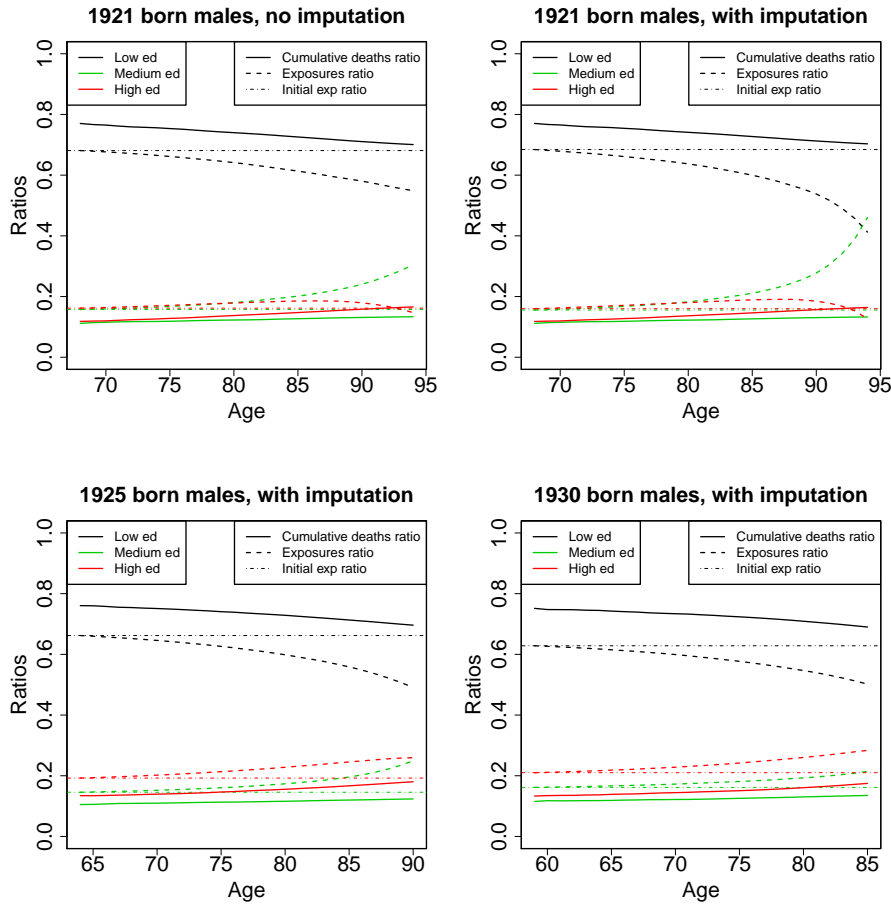 1921 born males, no imputation
Low ed
Medium ed
High ed
Cumulative deaths ratio
Exposures ratio
Initial exp ratio
Ratios
0.0 0.2 0.4 0.6 0.8 1.0
70 75 80 85 90 95
Age
1921 born males, with imputation
Low ed
Medium ed
High ed
Cumulative deaths ratio
Exposures ratio
Initial exp ratio
Ratios
0.0 0.2 0.4 0.6 0.8 1.0
70 75 80 85 90 95
Age
1925 born males, with imputation
Low ed
Medium ed
High ed
Cumulative deaths ratio
Exposures ratio
Initial exp ratio
Ratios
0.0 0.2 0.4 0.6 0.8 1.0
65 70 75 80 85 90
Age
1930 born males, with imputation
Low ed
Medium ed
High ed
Cumulative deaths ratio
Exposures ratio
Initial exp ratio
Ratios
0.0 0.2 0.4 0.6 0.8 1.0
60 65 70 75 80 85
Age